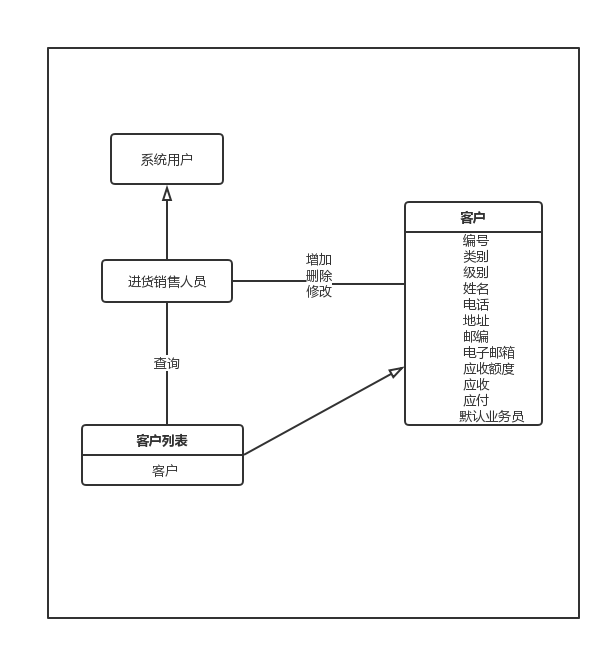 系统用户
进货销售人员
增加
删除
修改
查询
客户列表
客户
客户
编号
类别
级别
姓名
电话
地址
邮编
电子邮箱
应收额度
应收
应付
默认业务员